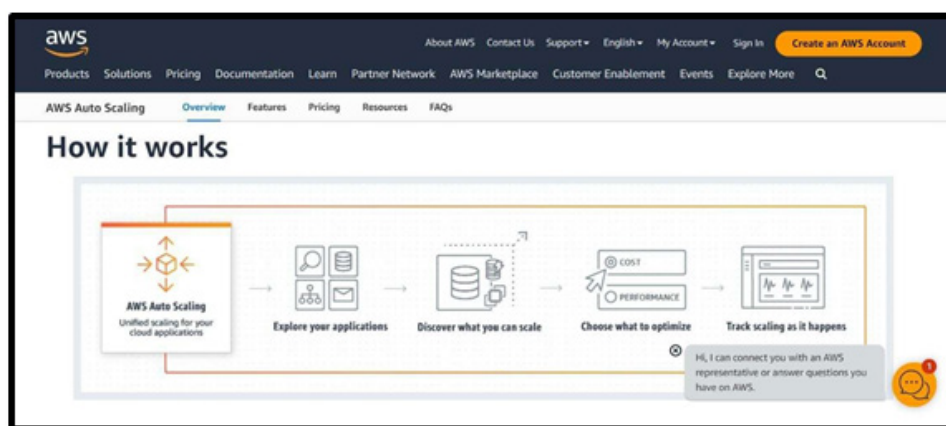 aws
About AWS Contact Us Support English My Account Sign In Create an AWS Account
Products Solutions Pricing Documentation Learn Partner Network AWS Marketplace Customer Enablement Events Explore More
AWS Auto Scaling Overview Features Pricing Resources FAQs
How it works
AWS Auto Scaling
Unified scaling for your
cloud applications
Explore your applications
Discover what you can scale
COST
PERFORMANCE
Choose what to optimize
Track scaling as it happens
Hi, I can connect you with an AWS
representative or answer questions you
have on AWS.
1